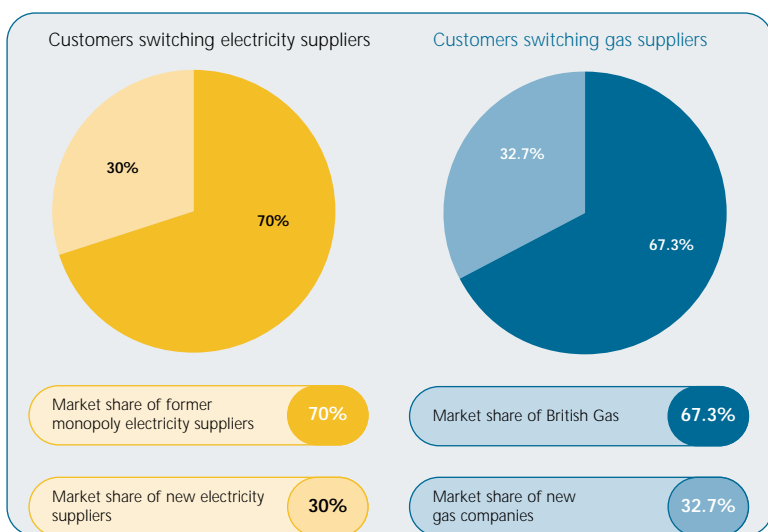 Customers switching electricity suppliers
30%
70%
Market share of former
monopoly electricity suppliers
70%
Market share of new electricity
suppliers
30%
Customers switching gas suppliers
32.7%
67.3%
Market share of British Gas
67.3%
Market share of new
gas companies
32.7%